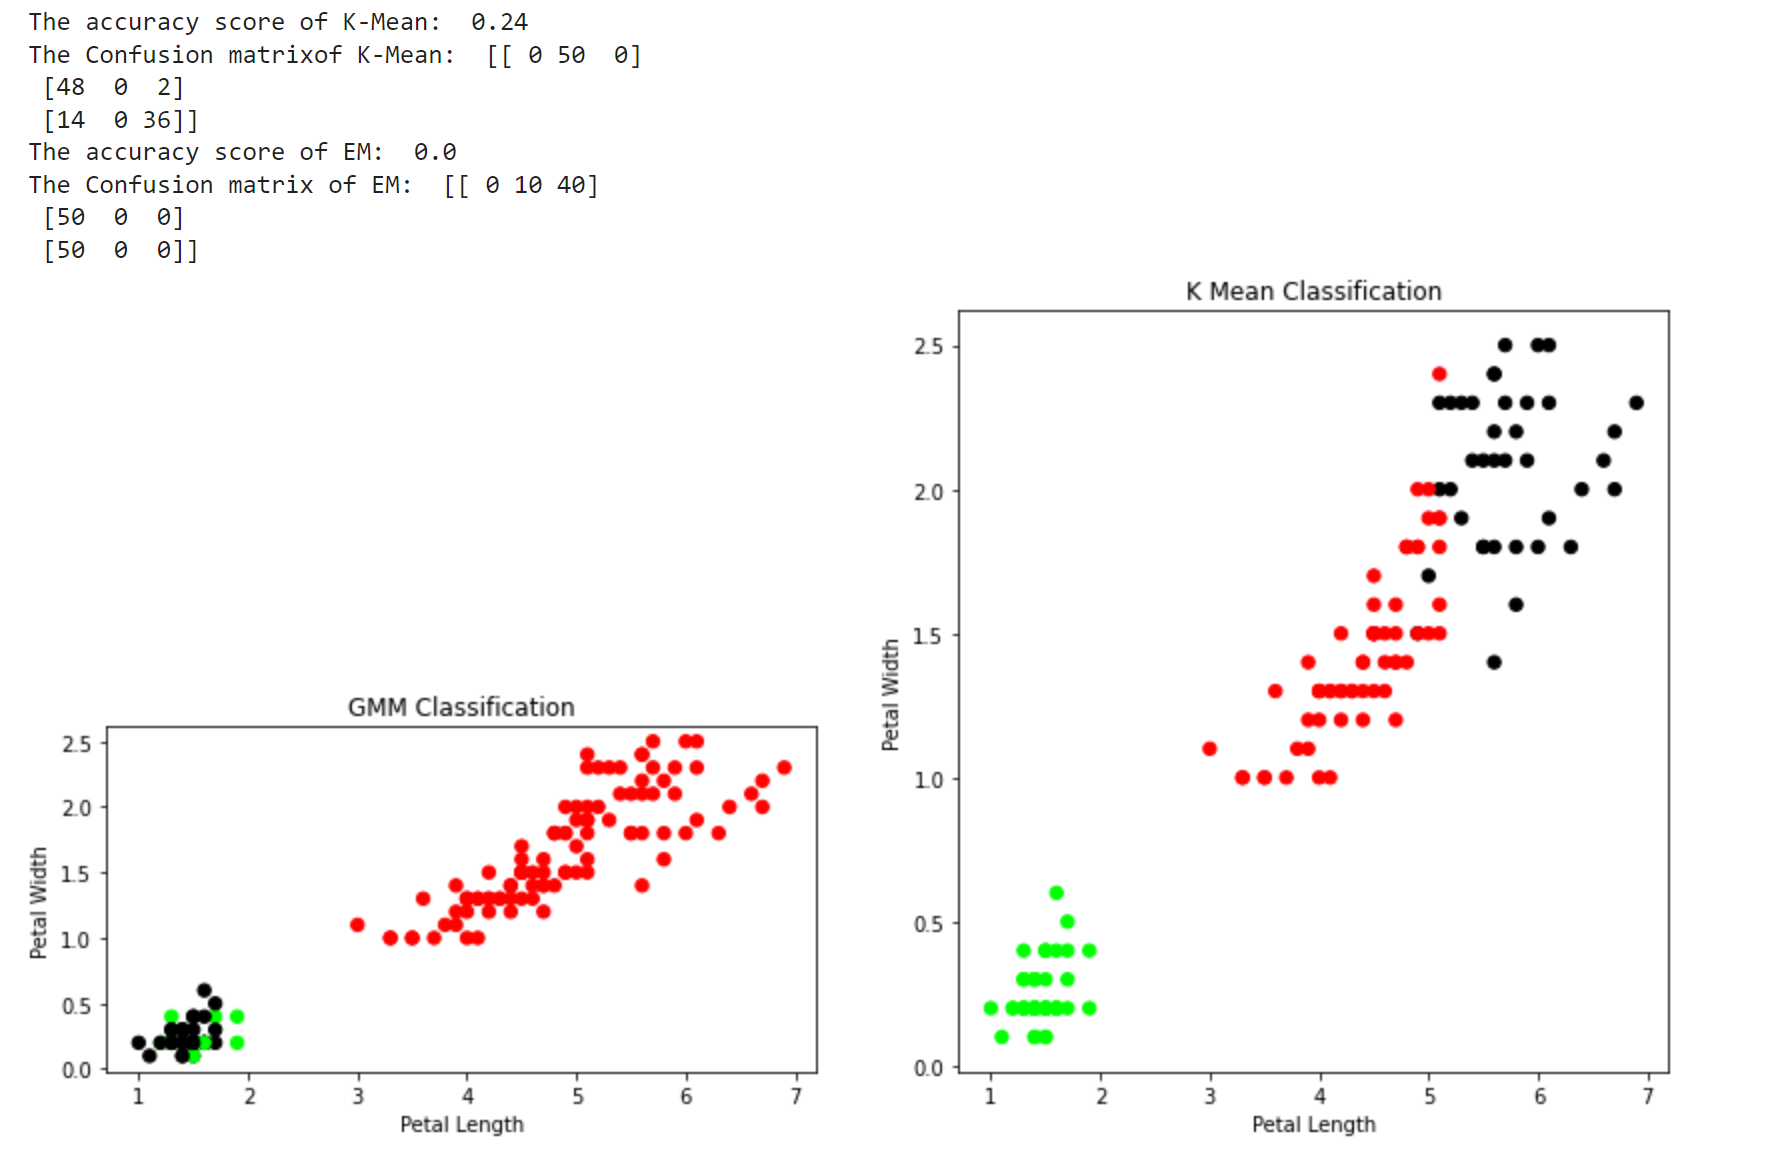 The accuracy score of K-Mean:  0.24
The Confusion matrixof K-Mean:  [[ 0 50  0]
 [48  0  2]
 [14  0 36]]
The accuracy score of EM:  0.0
The Confusion matrix of EM:  [[ 0 10 40]
 [50  0  0]
 [50  0  0]]
GMM Classification
2.5
2.0
1.5
1.0
0.5
0.0
Petal Width
1 2 3 4 5 6 7
Petal Length
K Mean Classification
2.5
2.0
1.5
1.0
0.5
0.0
Petal Width
1 2 3 4 5 6 7
Petal Length